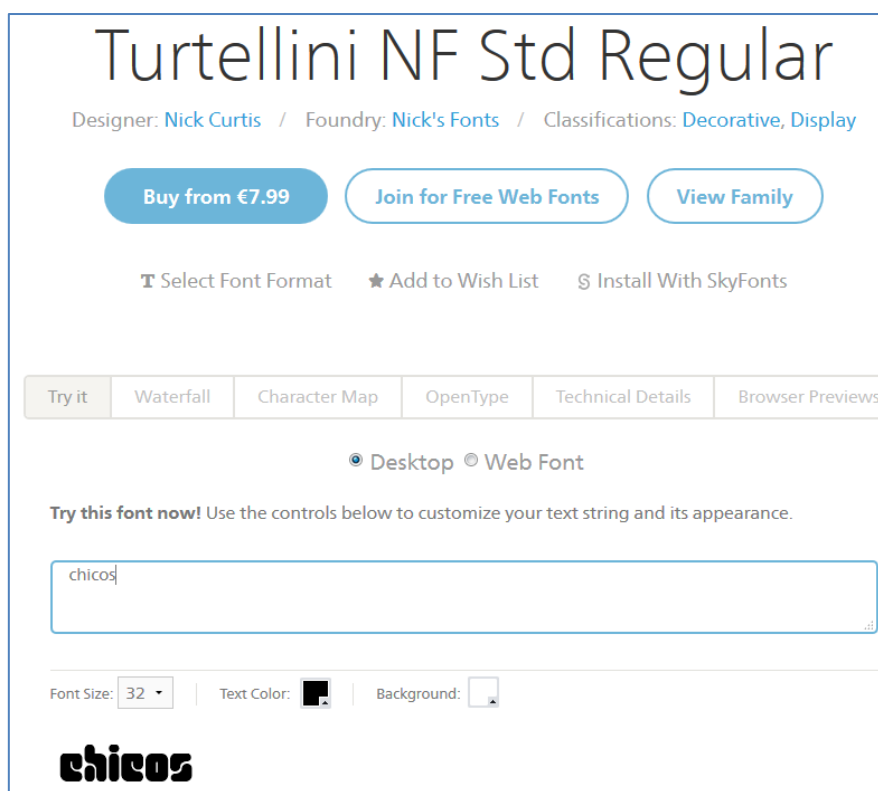 Turtellini NF Std Regular
Designer: Nick Curtis / Foundry: Nick's Fonts / Classifications: Decorative, Display
Buy from €7.99 Join for Free Web Fonts View Family
T Select Font Format Add to Wish List Install With SkyFonts
Try it Waterfall Character Map OpenType Technical Details Browser Previews
Desktop Web Font
Try this font now! Use the controls below to customize your text string and its appearance.
chicos
Font Size: 32 Text Color: Background:
chicos